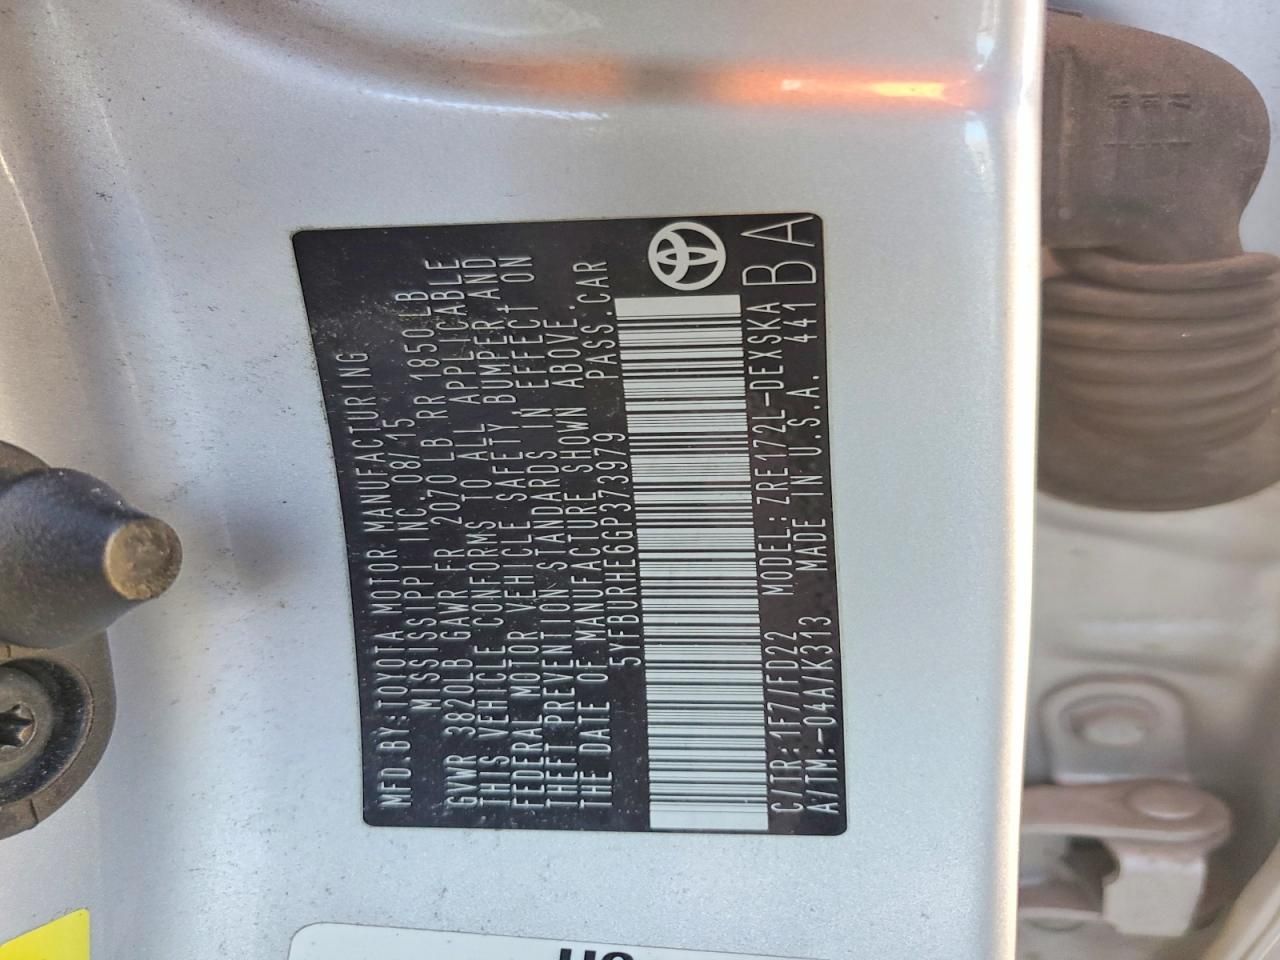 MFD.BY:TOYOTA MOTOR MANUFACTURING
MISSISSIPPI INC. 08/15
GVWR 3820LB GAWR FR 2070 LB RR 1850 LB
THIS VEHICLE CONFORMS TO ALL APPLICABLE
FEDERAL MOTOR VEHICLE SAFETY, BUMPER, AND
THEFT PREVENTION STANDARDS IN EFFECT ON
THE DATE OF MANUFACTURE SHOWN ABOVE.
5YFBURHE6GP373979 PASS.CAR
C/TR:1F7/FD22 MODEL: ZRE172L-DEXSKA
A/TM:-04A/K313 MADE IN U.S.A. 441 BA